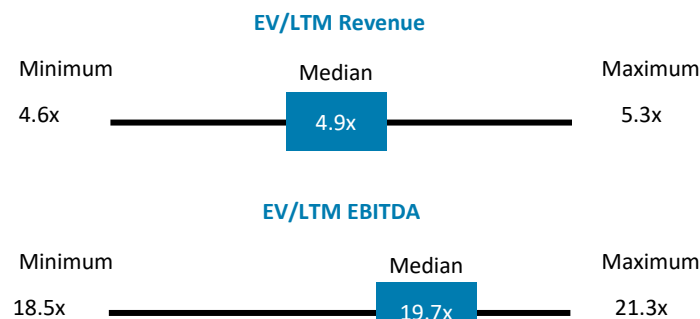 EV/LTM Revenue
Minimum
Median
Maximum
4.6x
4.9x
5.3x
EV/LTM EBITDA
Minimum
Median
Maximum
18.5x
19.7x
21.3x